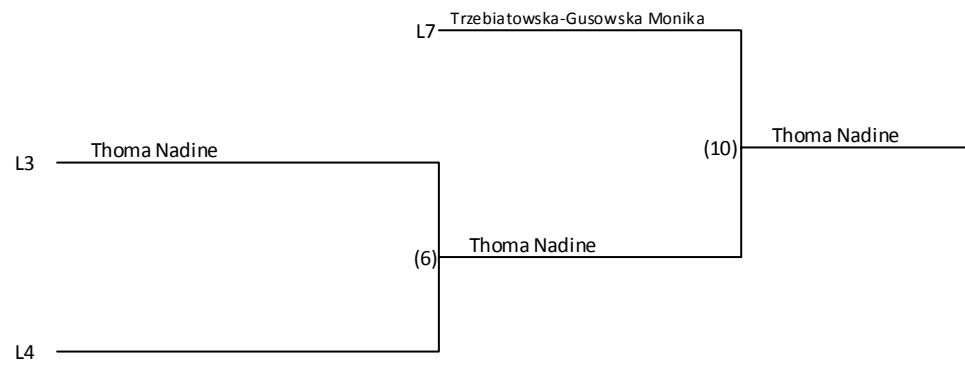 Trzebiatowska-Gusowska Monika
L7
Thoma Nadine
(10)
Thoma Nadine
L3
Thoma Nadine
(6)
L4